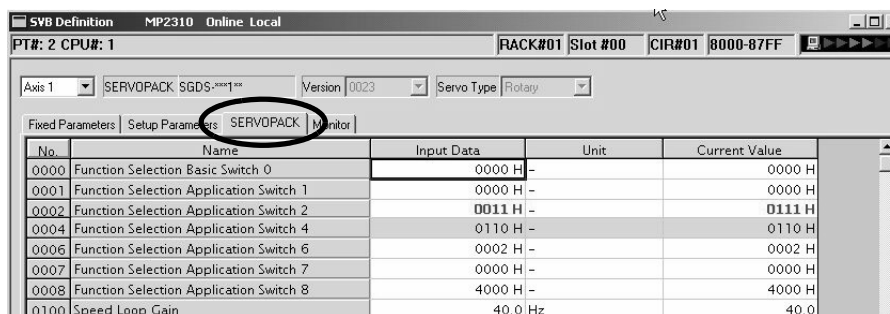 SVB Definition MP2310 Online Local
PT#: 2 CPU#: 1 RACK#01 Slot #00 CIR#01 8000-87FF
Axis 1 SERVOPACK SGDS-***1** Version 0023 Servo Type Rotary
Fixed Parameters Setup Parameters SERVOPACK Monitor
No. Name Input Data Unit Current Value
0000 Function Selection Basic Switch 0 0000 H - 0000 H
0001 Function Selection Application Switch 1 0000 H - 0000 H
0002 Function Selection Application Switch 2 0011 H - 0111 H
0004 Function Selection Application Switch 4 0110 H - 0110 H
0006 Function Selection Application Switch 6 0002 H - 0002 H
0007 Function Selection Application Switch 7 0000 H - 0000 H
0008 Function Selection Application Switch 8 4000 H - 4000 H
0100 Speed Loop Gain 40.0 Hz 40.0